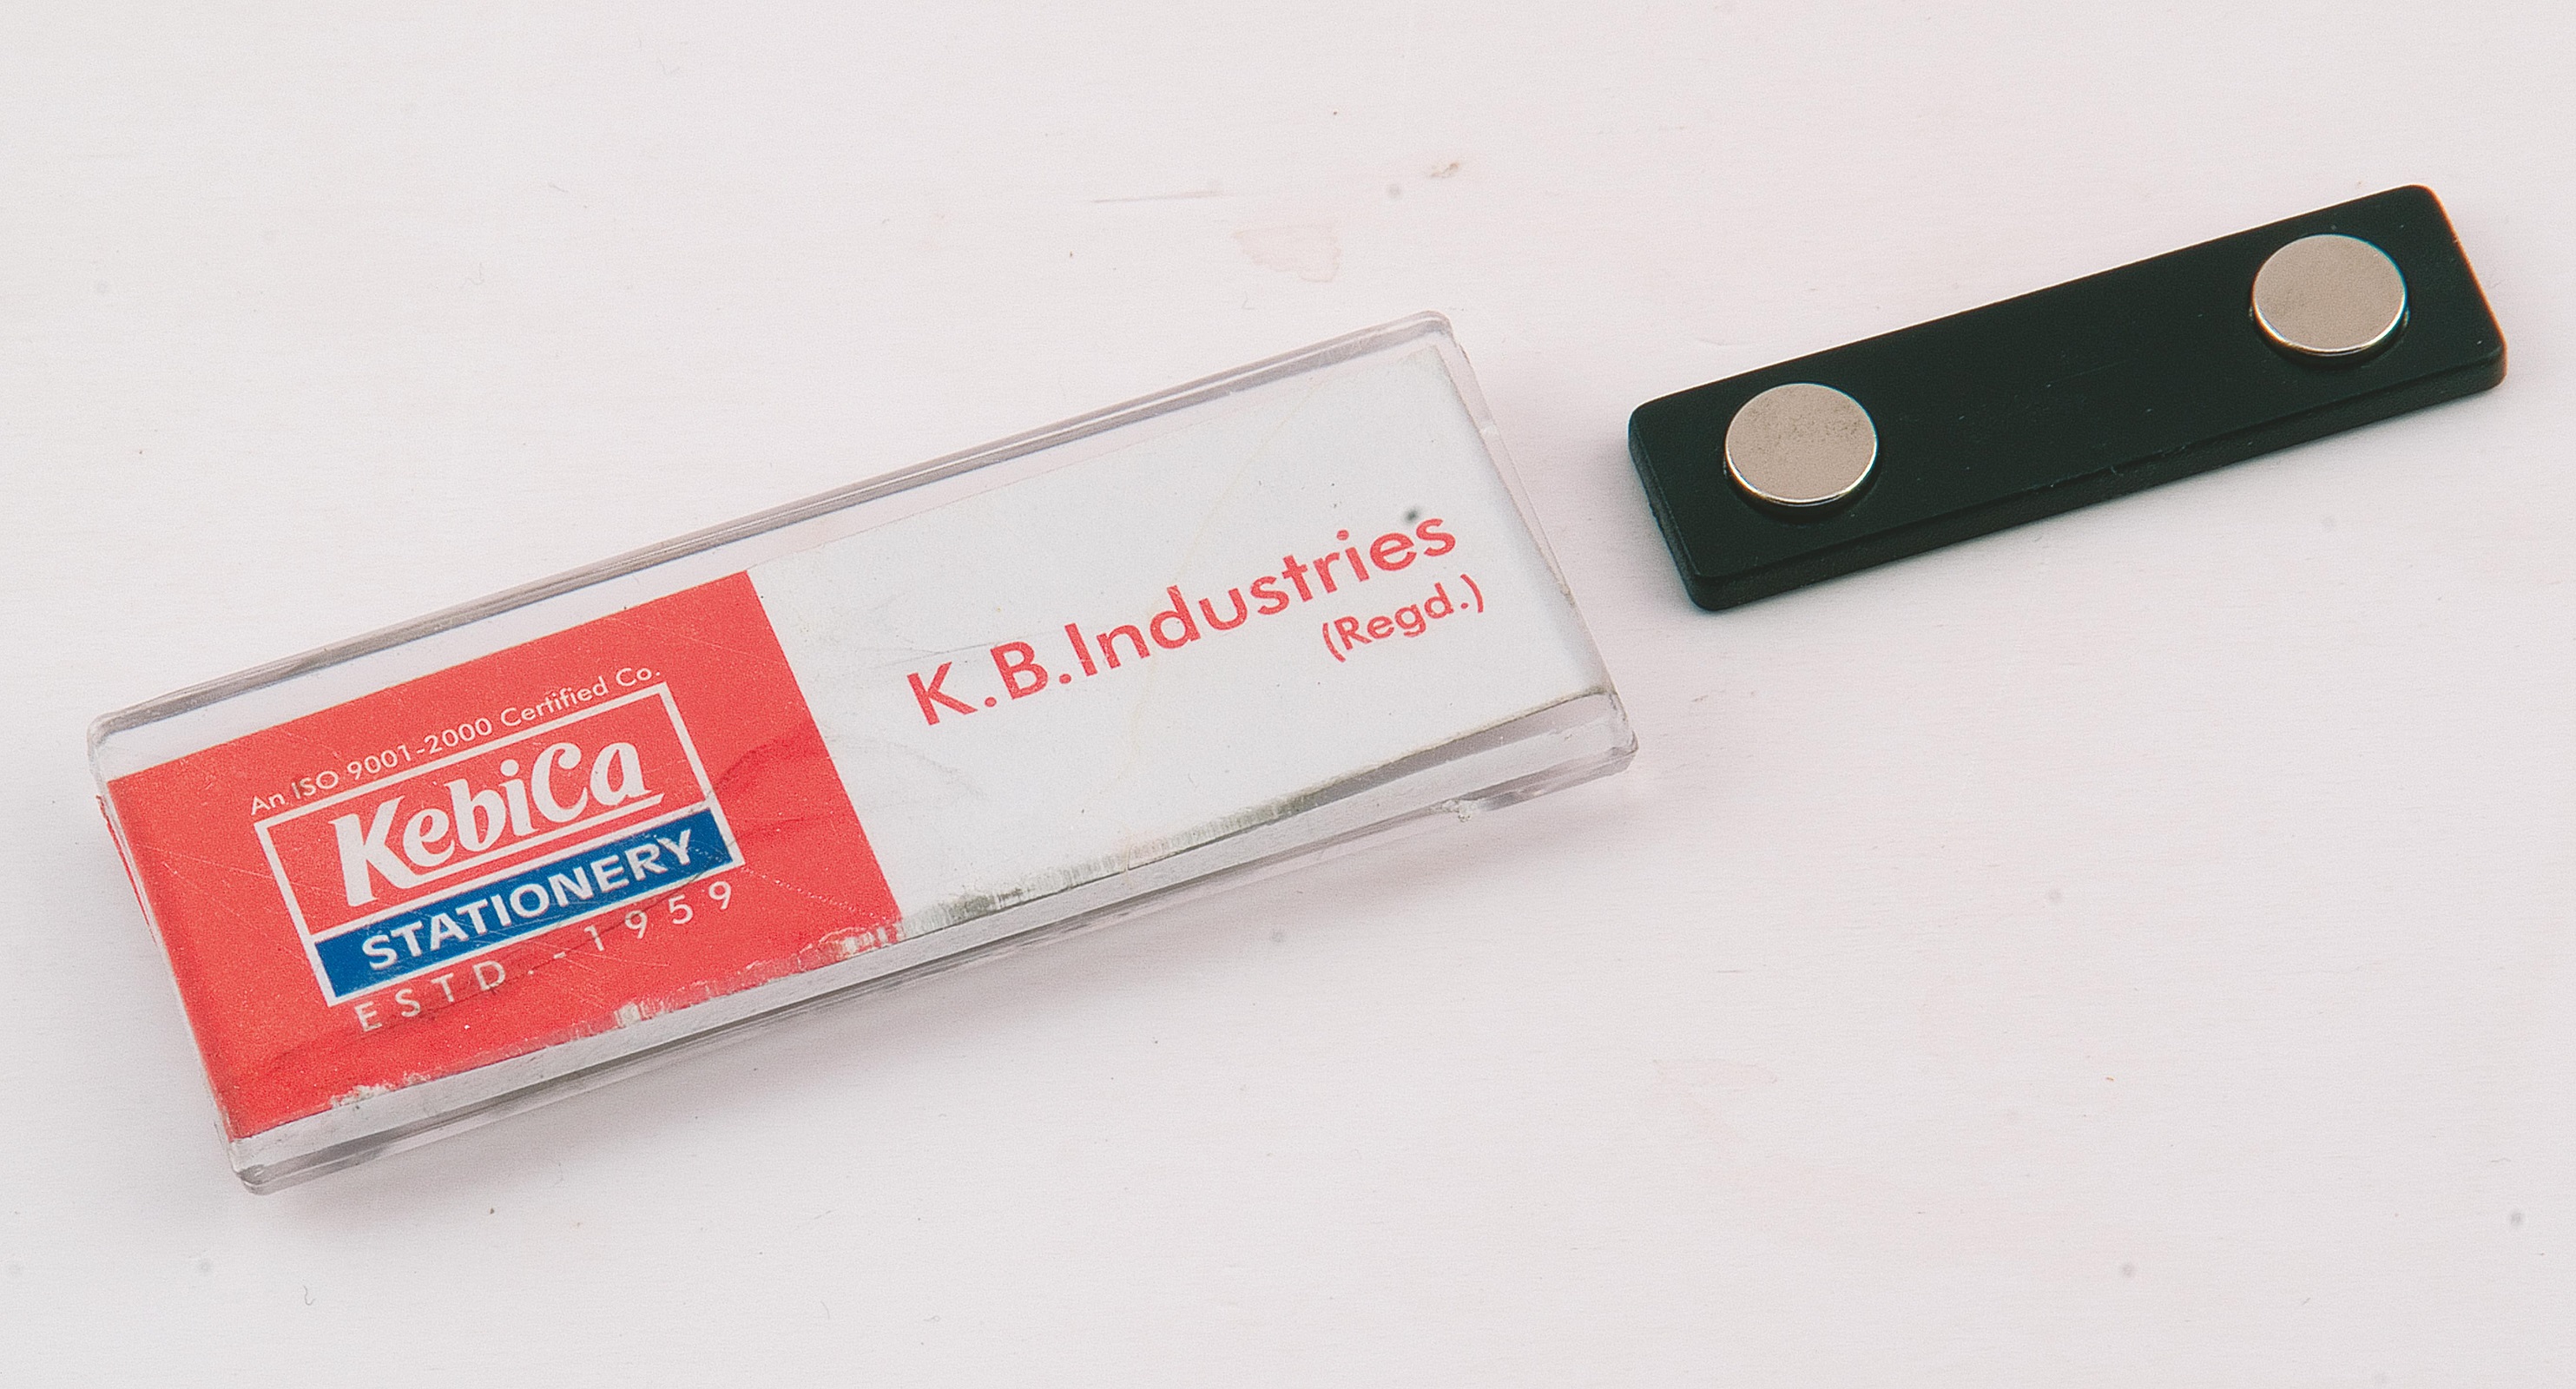 An ISO 9001-2000 Certified Co.
KebiCa
STATIONERY
ESTD.-1959
K.B.Industries
(Regd.)